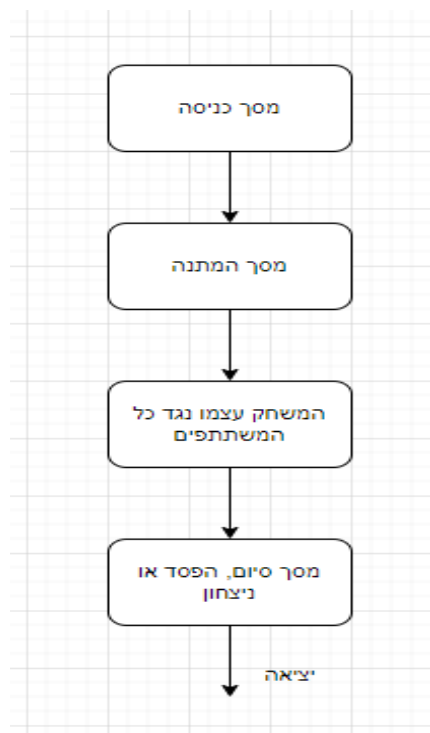 מסך כניסה
מסך המתנה
המשחק עצמו נגד כל
המשתתפים
מסך סיום, הפסד או
ניצחון
יציאה